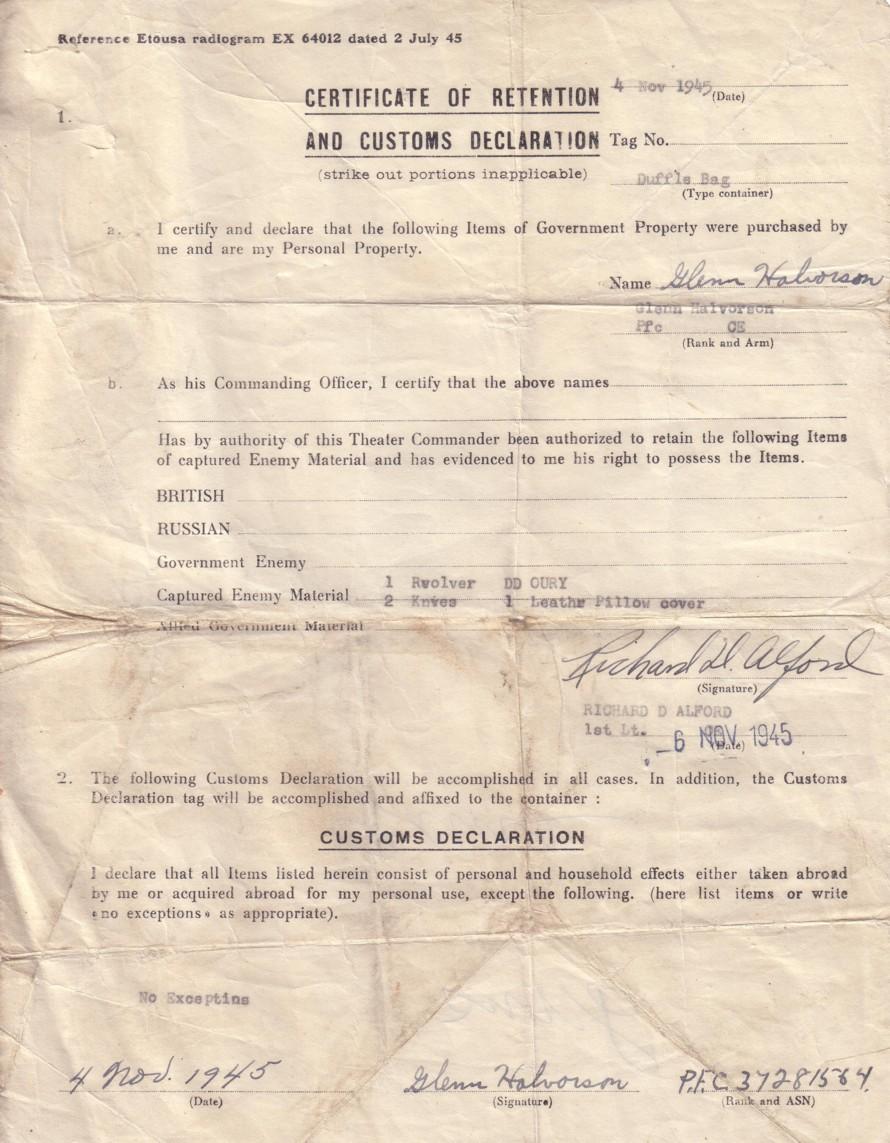 Reference Etousa radiogram EX 64012 dated 2 July 45
4 Nov 1945
(Date)
1.
CERTIFICATE OF RETENTION
AND CUSTOMS DECLARATION
Tag No.
(strike out portions inapplicable)
Duffle Bag
(Type container)
a. I certify and declare that the following Items of Government Property were purchased by
me and are my Personal Property.
Name Glenn Halvorson
Glenn Halvorson
Pfc CE
(Rank and Arm)
b. As his Commanding Officer, I certify that the above names
Has by authority of this Theater Commander been authorized to retain the following Items
of captured Enemy Material and has evidenced to me his right to possess the Items.
BRITISH
RUSSIAN
Government Enemy
1 Rwolver DD OURY
Captured Enemy Material
2 Knves 1 Leathr Pillow cover
Allied Government Material
Richard D. Alford
(Signature)
RICHARD D ALFORD
1st Lt.
6 NOV 1945
(Date)
2. The following Customs Declaration will be accomplished in all cases. In addition, the Customs
Declaration tag will be accomplished and affixed to the container :
CUSTOMS DECLARATION
I declare that all Items listed herein consist of personal and household effects either taken abroad
by me or acquired abroad for my personal use, except the following. (here list items or write
«no exceptions» as appropriate).
No Exceptins
4 Nov. 1945 Glenn Halvorson P.F.C. 37281564.
(Date) (Signature) (Rank and ASN)